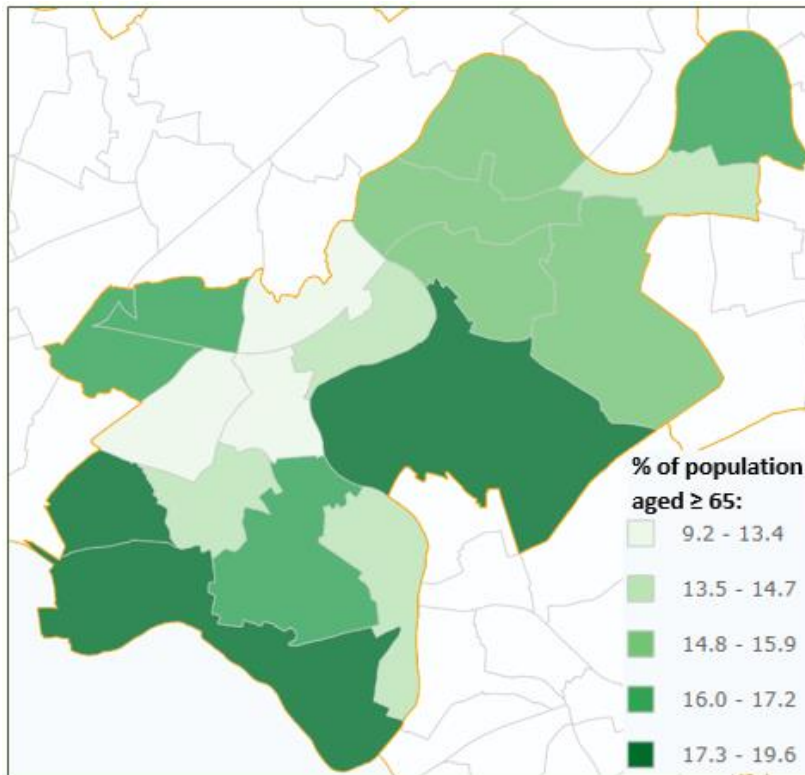 % of population
aged ≥ 65:
9.2 - 13.4
13.5 - 14.7
14.8 - 15.9
16.0 - 17.2
17.3 - 19.6